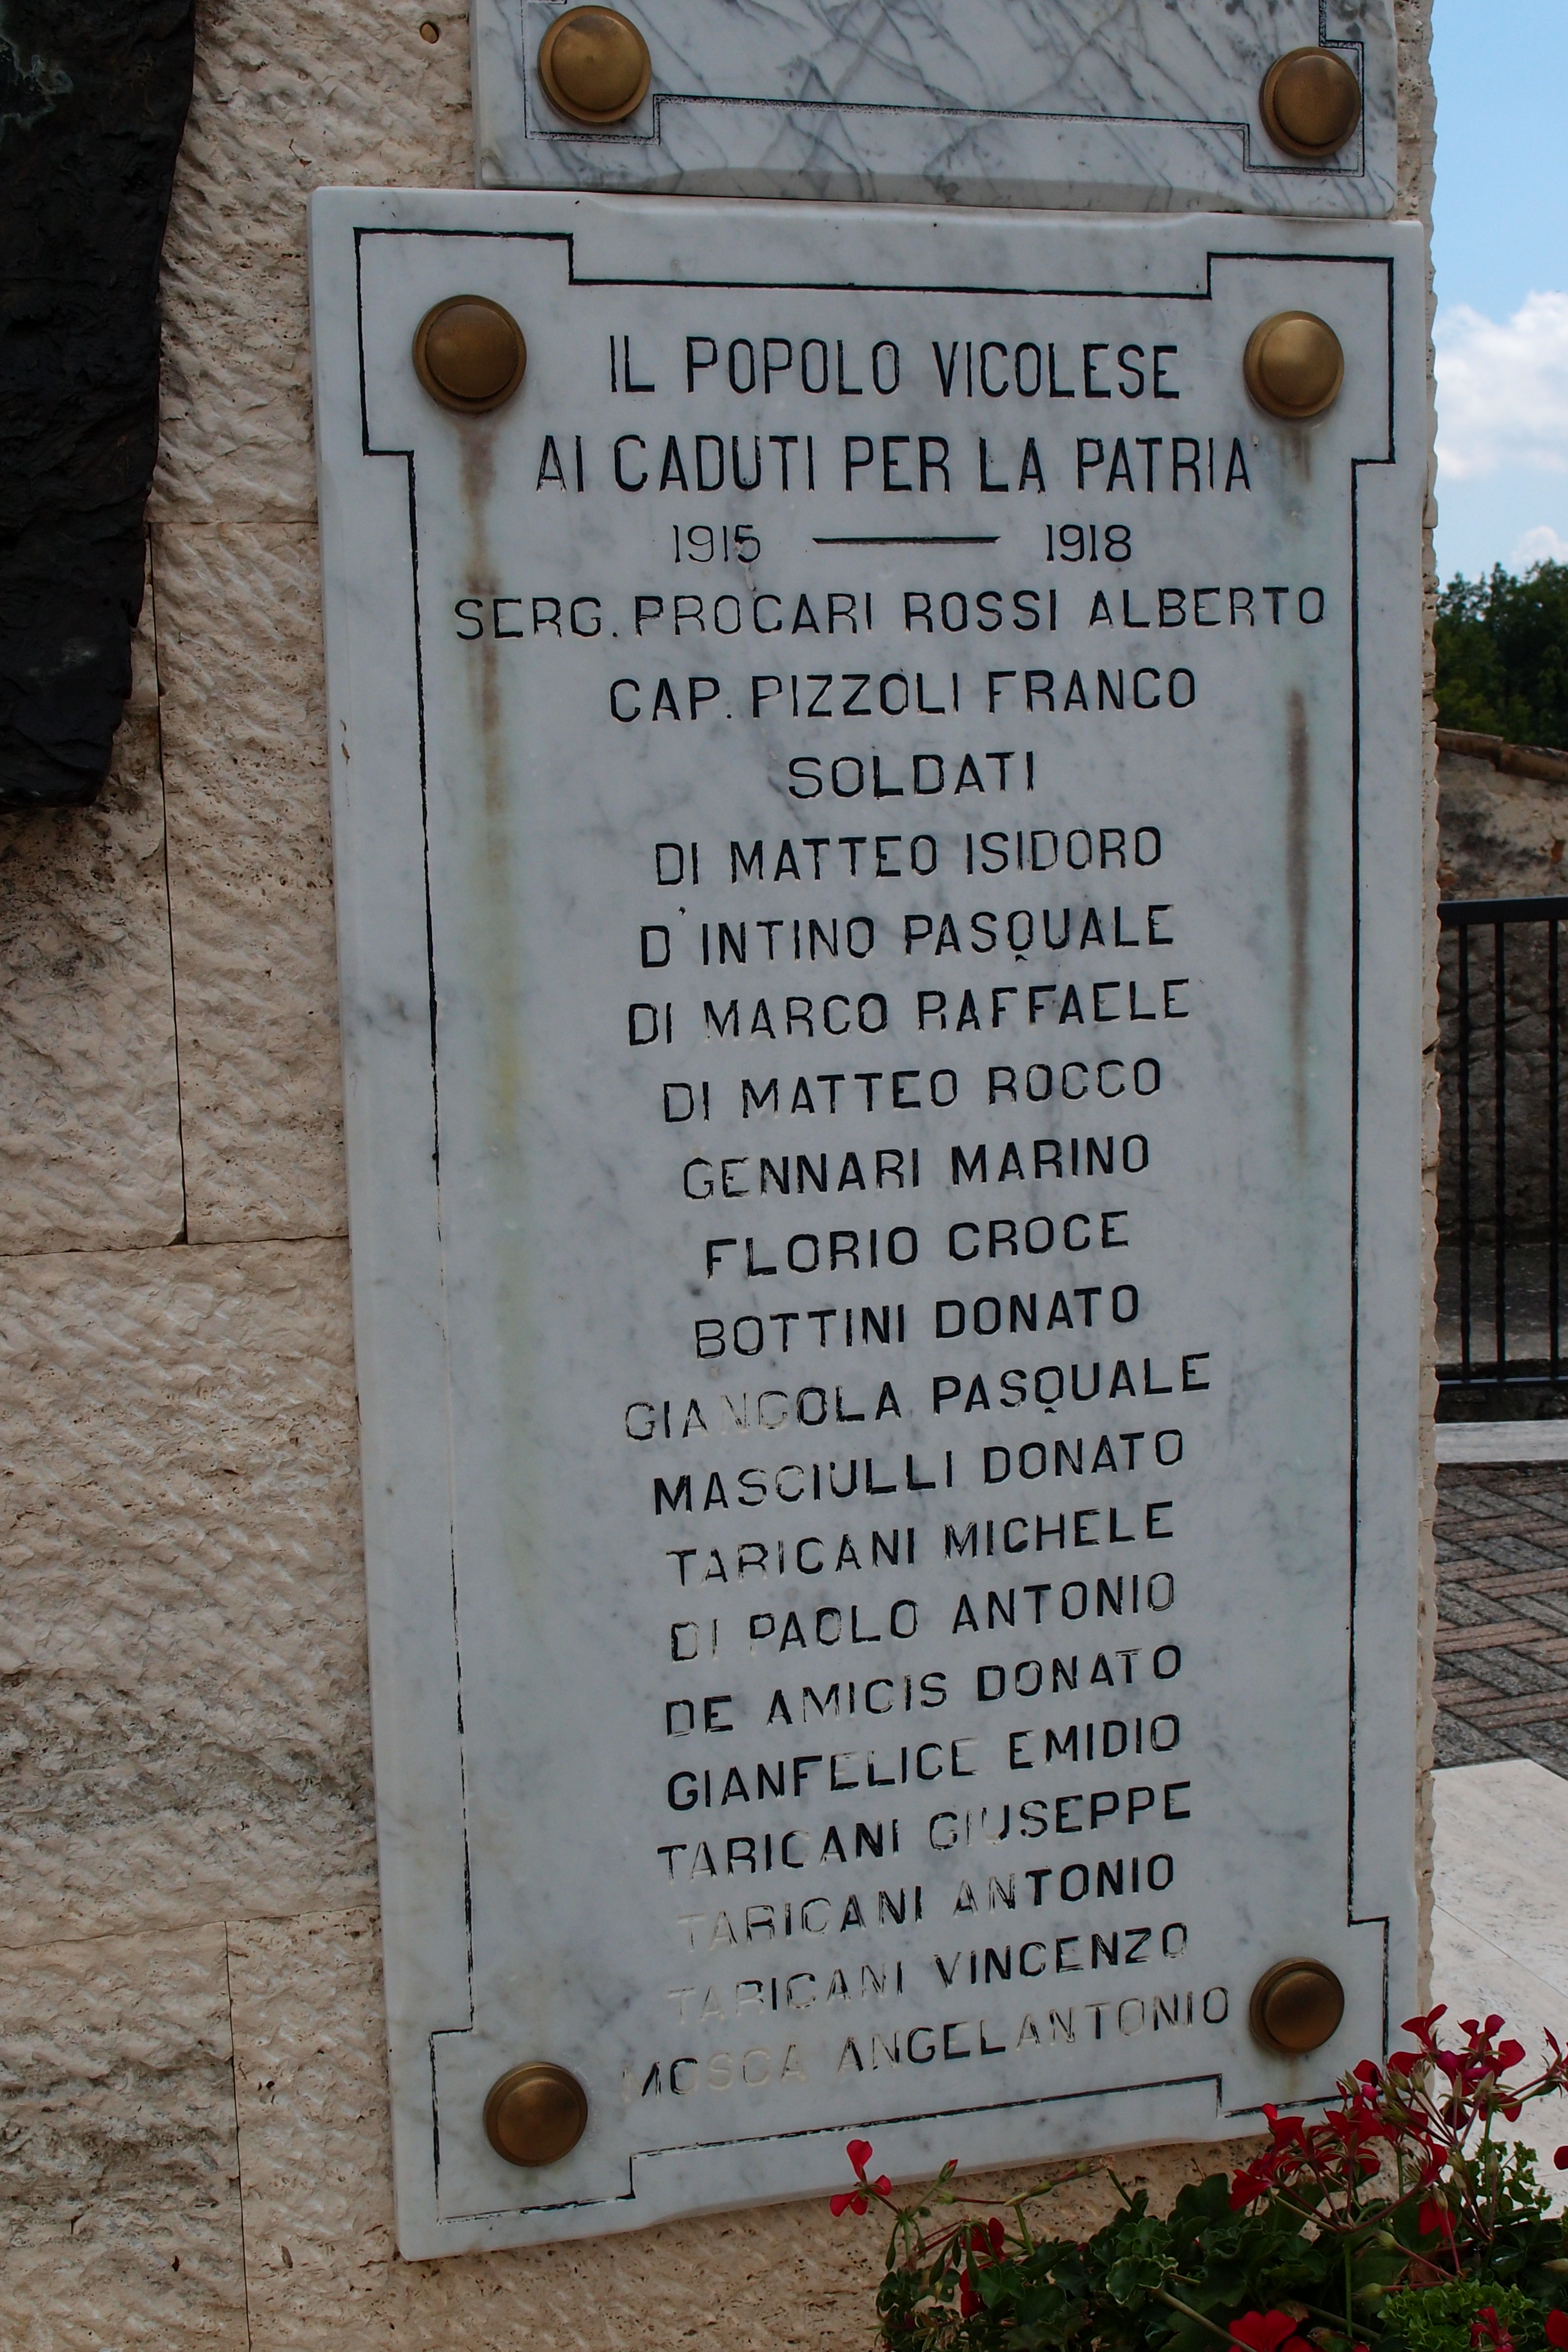 IL POPOLO VICOLESE
AI CADUTI PER LA PATRIA
1915 — 1918
SERG. PROCARI ROSSI ALBERTO
CAP. PIZZOLI FRANCO
SOLDATI
DI MATTEO ISIDORO
D'INTINO PASQUALE
DI MARCO RAFFAELE
DI MATTEO ROCCO
GENNARI MARINO
FLORIO CROCE
BOTTINI DONATO
GIANCOLA PASQUALE
MASCIULLI DONATO
TARICANI MICHELE
DI PAOLO ANTONIO
DE AMICIS DONATO
GIANFELICE EMIDIO
TARICANI GIUSEPPE
TARICANI ANTONIO
TARICANI VINCENZO
MOSCA ANGELANTONIO